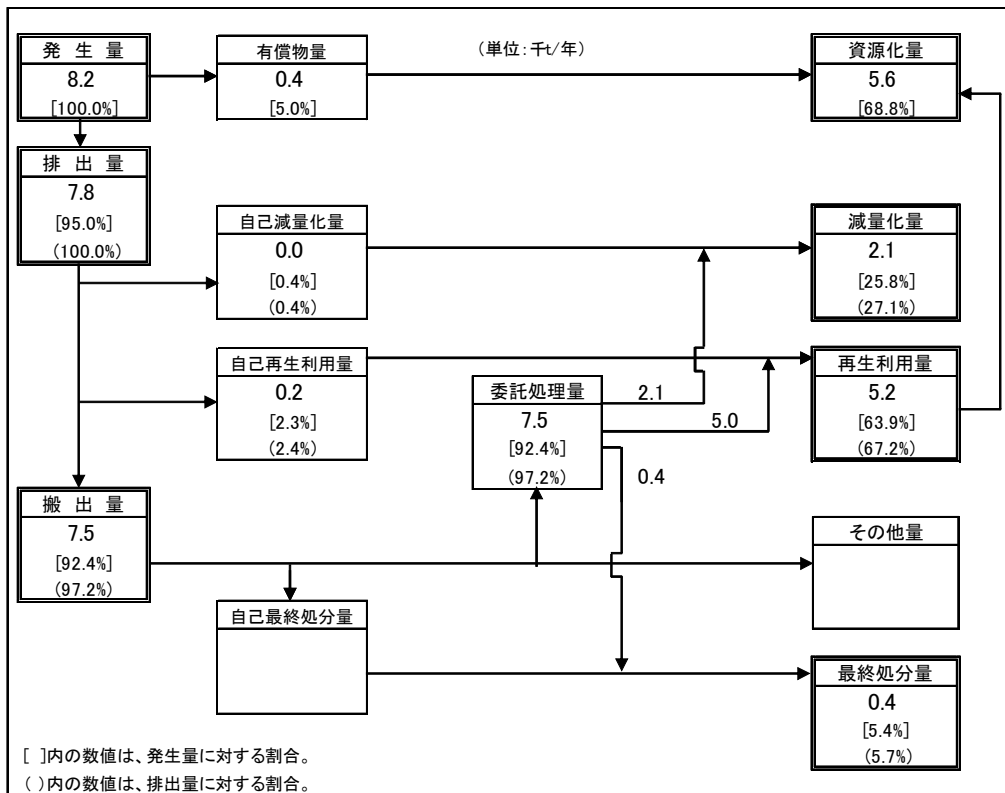 発 生 量
8.2
[100.0%]
有償物量
0.4
[5.0%]
(単位:千t/年)
資源化量
5.6
[68.8%]
排 出 量
7.8
[95.0%]
(100.0%)
自己減量化量
0.0
[0.4%]
(0.4%)
減量化量
2.1
[25.8%]
(27.1%)
自己再生利用量
0.2
[2.3%]
(2.4%)
委託処理量
7.5
[92.4%]
(97.2%)
2.1
5.0
0.4
再生利用量
5.2
[63.9%]
(67.2%)
搬 出 量
7.5
[92.4%]
(97.2%)
その他量
自己最終処分量
最終処分量
0.4
[5.4%]
(5.7%)
[ ]内の数値は、発生量に対する割合。
( )内の数値は、排出量に対する割合。